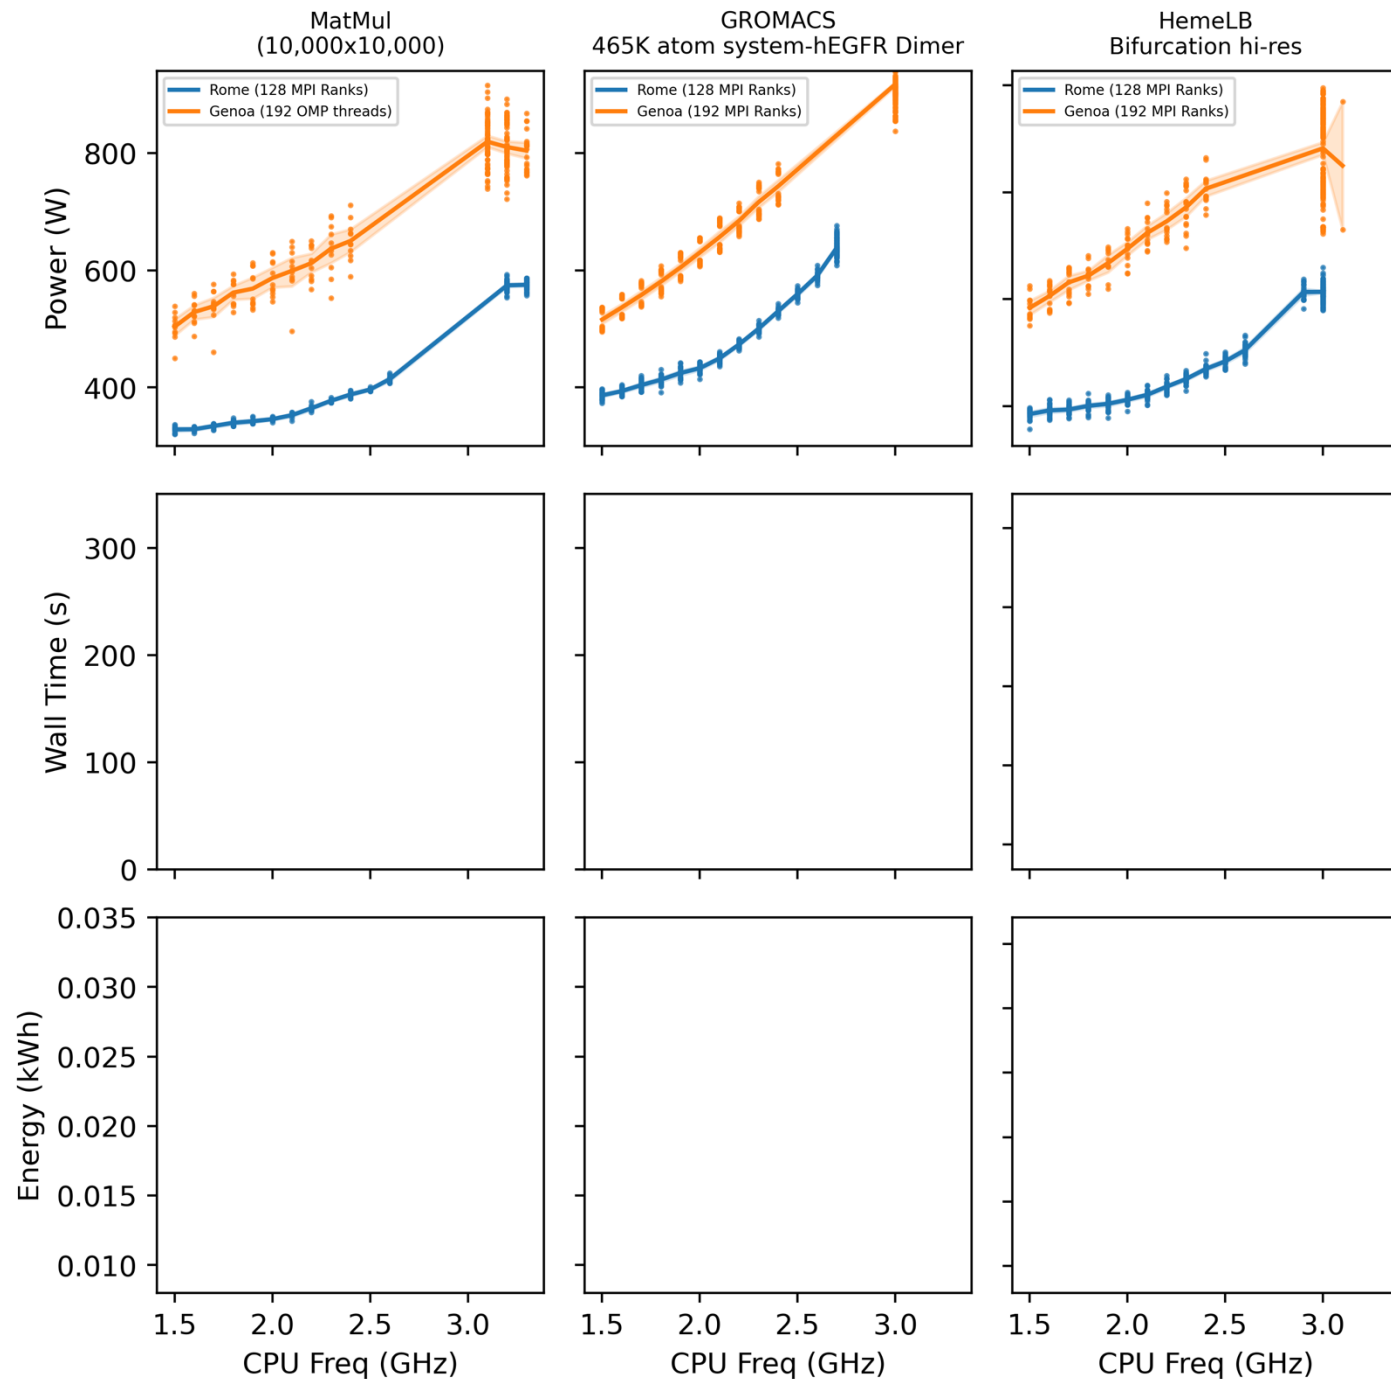 MatMul
(10,000x10,000)
GROMACS
465K atom system-hEGFR Dimer
HemeLB
Bifurcation hi-res
Rome (128 MPI Ranks)
Genoa (192 OMP threads)
Rome (128 MPI Ranks)
Genoa (192 MPI Ranks)
Rome (128 MPI Ranks)
Genoa (192 MPI Ranks)
Power (W)
800
600
400
Wall Time (s)
300
200
100
0
Energy (kWh)
0.035
0.030
0.025
0.020
0.015
0.010
1.5 2.0 2.5 3.0
1.5 2.0 2.5 3.0
1.5 2.0 2.5 3.0
CPU Freq (GHz)
CPU Freq (GHz)
CPU Freq (GHz)